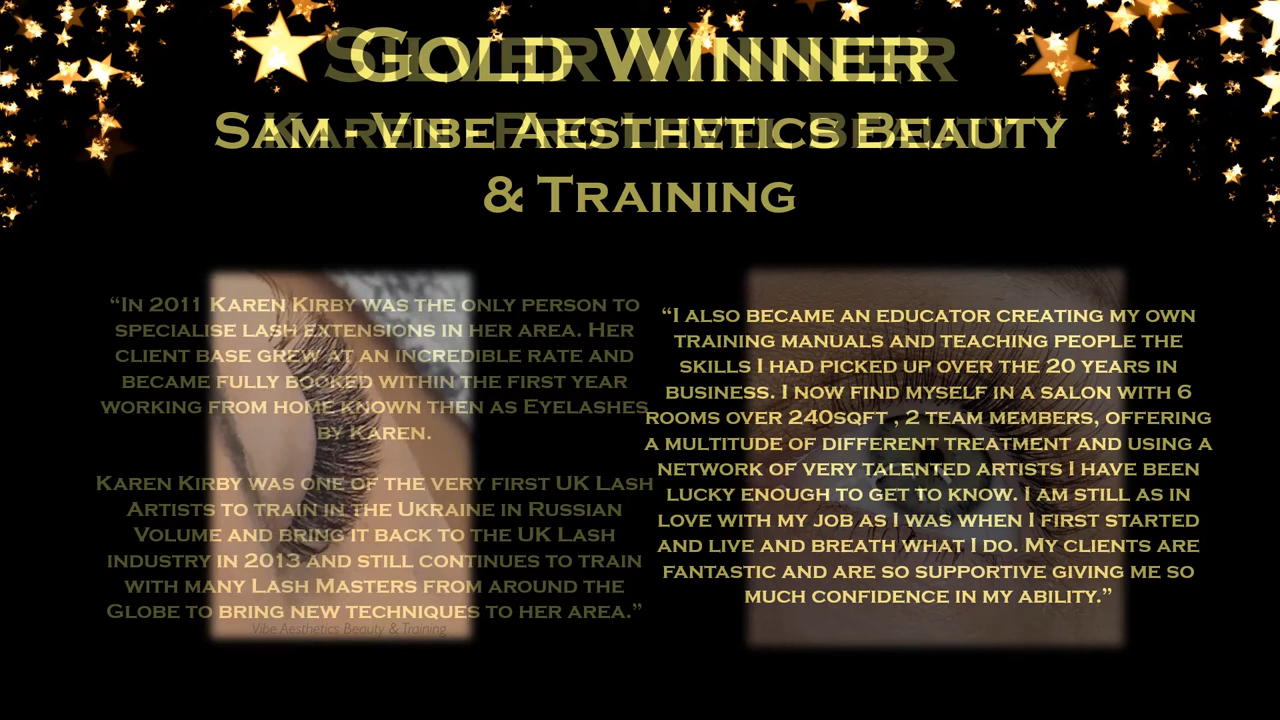 Silver Winner
Gold Winner
Karen - Pro Level Beauty
Sam - Vibe Aesthetics Beauty
& Training
“In 2011 Karen Kirby was the only person to
specialise lash extensions in her area. Her
client base grew at an incredible rate and
became fully booked within the first year
working from home known then as Eyelashes
by Karen.
Karen Kirby was one of the very first UK Lash
Artists to train in the Ukraine in Russian
Volume and bring it back to the UK Lash
industry in 2013 and still continues to train
with many Lash Masters from around the
Globe to bring new techniques to her area.”
Vibe Aesthetics Beauty & Training
“I also became an educator creating my own
training manuals and teaching people the
skills I had picked up over the 20 years in
business. I now find myself in a salon with 6
rooms over 240sqft , 2 team members, offering
a multitude of different treatment and using a
network of very talented artists I have been
lucky enough to get to know. I am still as in
love with my job as I was when I first started
and live and breath what I do. My clients are
fantastic and are so supportive giving me so
much confidence in my ability.”